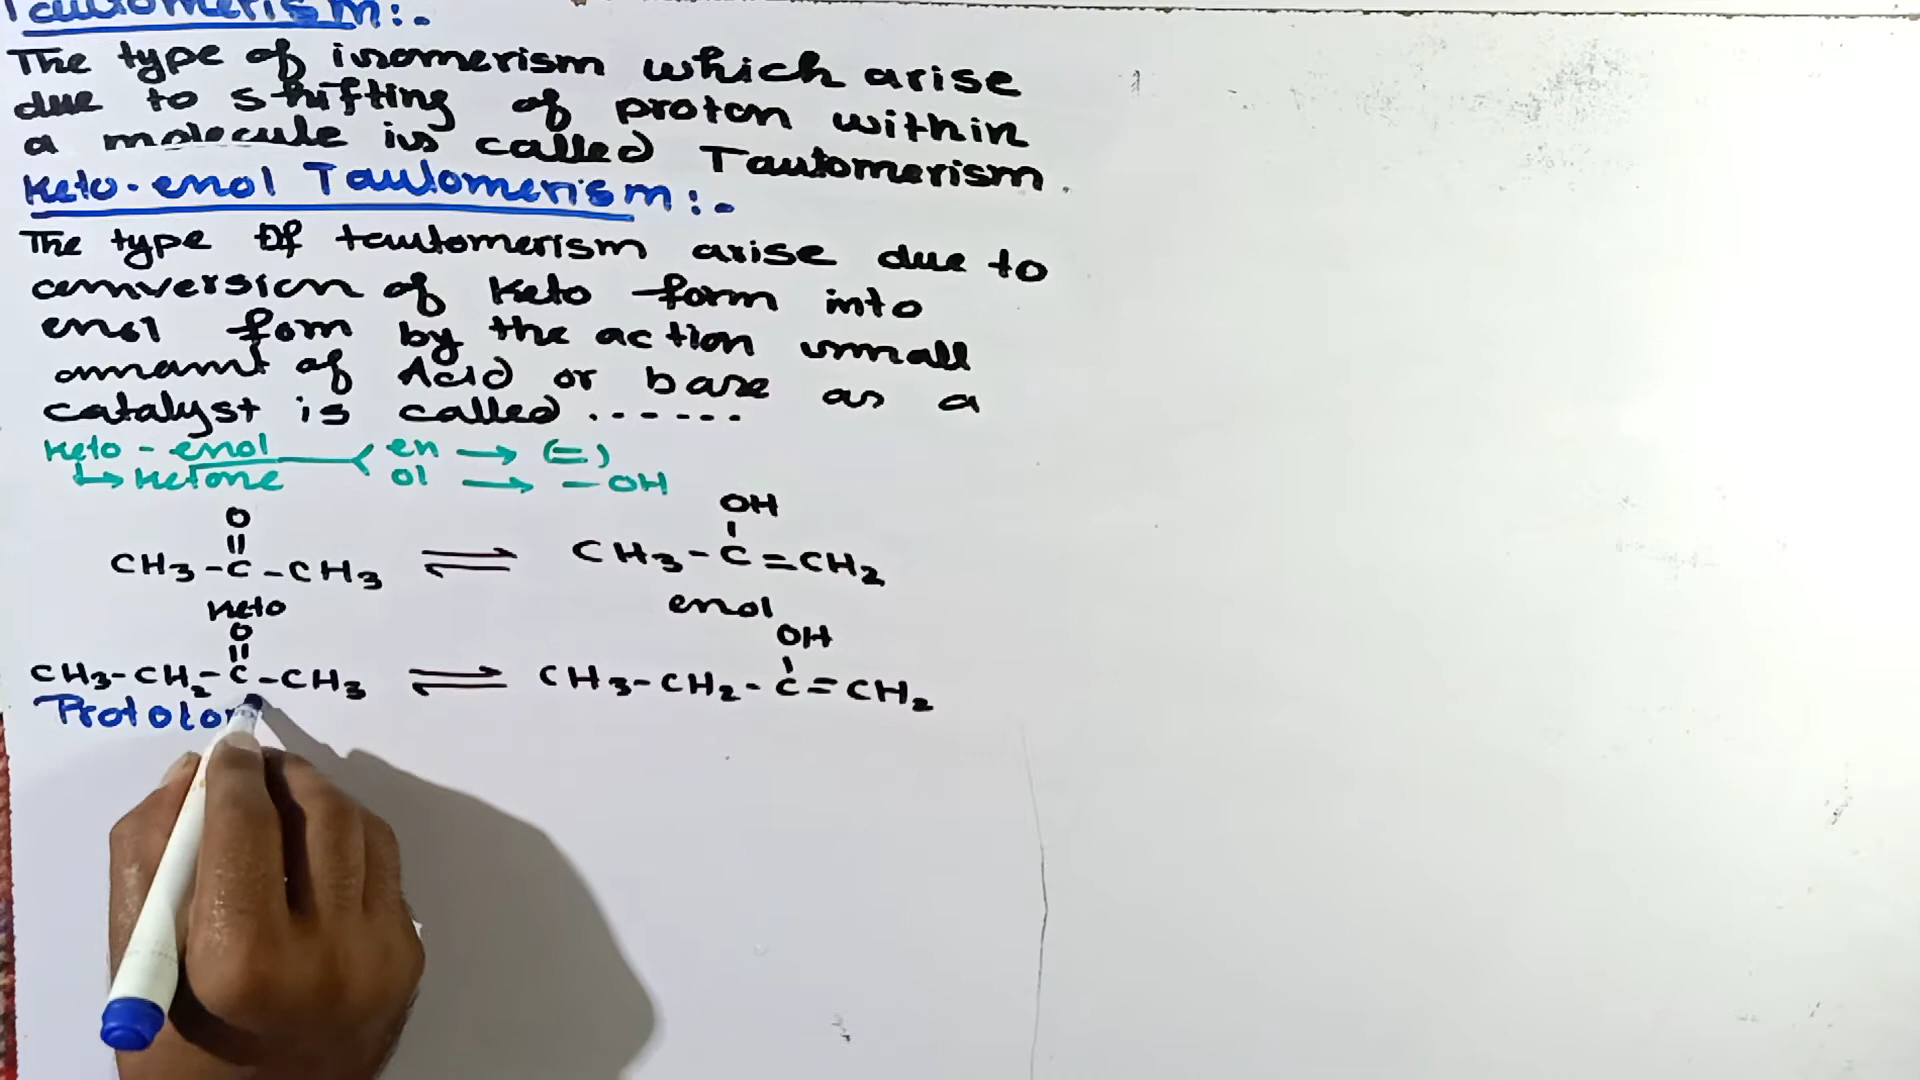 Tautomerism:-
The type of isomerism which arise
due to shifting of proton within
a molecule is called Tautomerism.
Keto-enol Tautomerism:-
The type of tautomerism arise due to
conversion of Keto form into
enol form by the action small
amount of Acid or base as a
catalyst is called ......
Keto - enol en → (=)
↳ Ketone ol → -OH
O
||
CH3-C-CH3 ⇌ CH3-C=CH2
OH
Keto
enol
O
||
CH3-CH2-C-CH3 ⇌ CH3-CH2-C=CH2
OH
Protolo